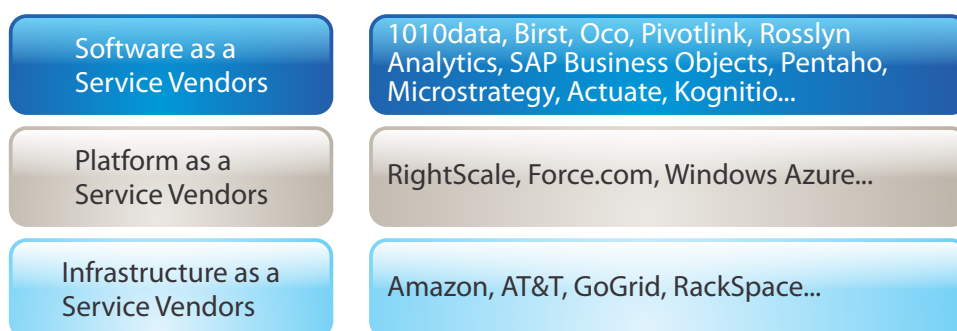 Software as a
Service Vendors
1010data, Birst, Oco, Pivotlink, Rosslyn
Analytics, SAP Business Objects, Pentaho,
Microstrategy, Actuate, Kognitio...
Platform as a
Service Vendors
RightScale, Force.com, Windows Azure...
Infrastructure as a
Service Vendors
Amazon, AT&T, GoGrid, RackSpace...